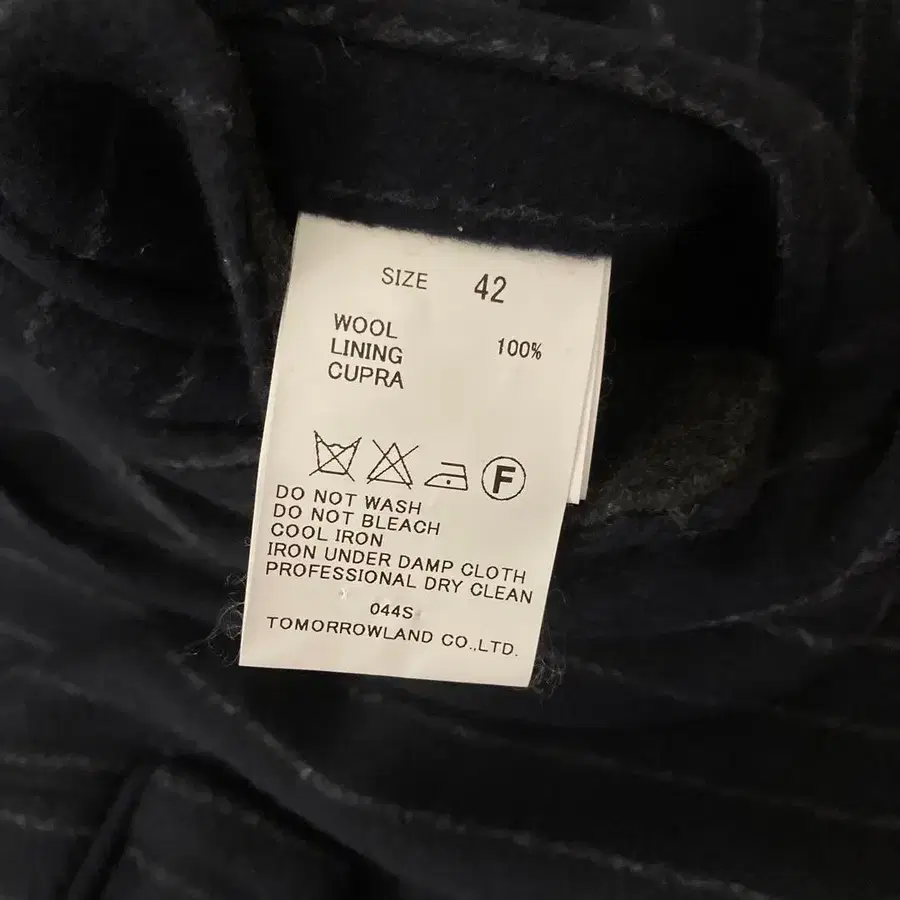 SIZE 42
WOOL
LINING 100%
CUPRA
F
DO NOT WASH
DO NOT BLEACH
COOL IRON
IRON UNDER DAMP CLOTH
PROFESSIONAL DRY CLEAN
044S
TOMORROWLAND CO.,LTD.